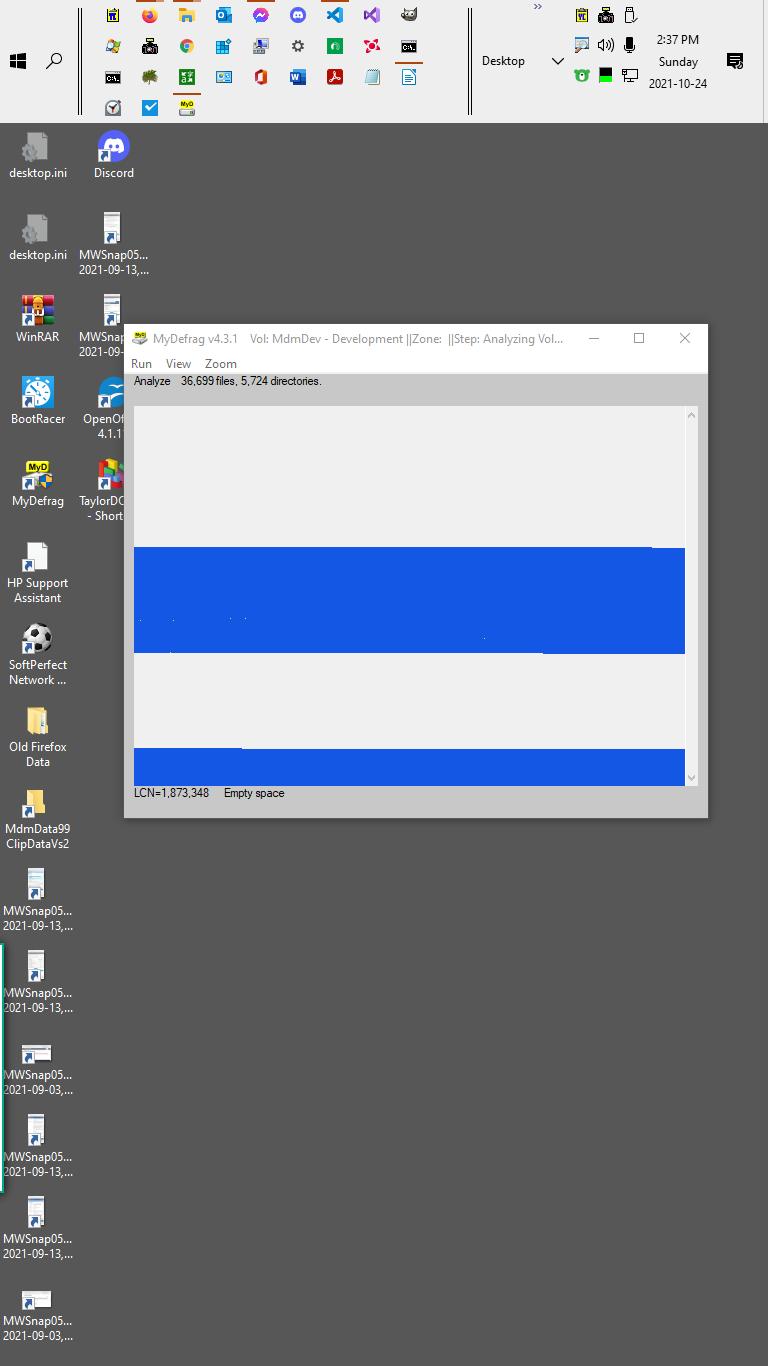 Desktop
2:37 PM
Sunday
2021-10-24
desktop.ini
Discord
desktop.ini
MWSnap05...
2021-09-13,...
WinRAR
MWSnap
2021-09-
BootRacer
OpenOf
4.1.1
MyDefrag
TaylorDC
- Short
HP Support
Assistant
SoftPerfect
Network ...
Old Firefox
Data
MdmData99
ClipDataVs2
MWSnap05...
2021-09-13,...
MWSnap05...
2021-09-13,...
MWSnap05...
2021-09-03,...
MWSnap05...
2021-09-13,...
MWSnap05...
2021-09-13,...
MWSnap05...
2021-09-03,...
MyDefrag v4.3.1 Vol: MdmDev - Development ||Zone: ||Step: Analyzing Vol...
Run View Zoom
Analyze 36,699 files, 5,724 directories.
LCN=1,873,348 Empty space